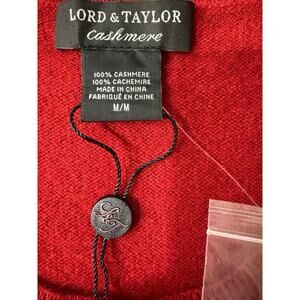 LORD & TAYLOR
cashmere
100% CASHMERE
100% CACHEMIRE
MADE IN CHINA
FABRIQUÉ EN CHINE
M/M
L&T